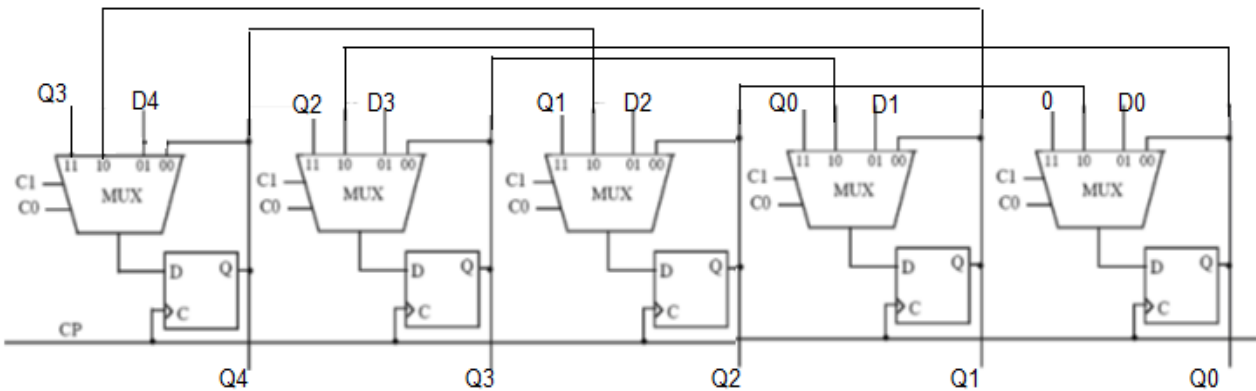 Q3 D4 Q2 D3 Q1 D2 Q0 D1 0 D0
11 10 01 00 11 10 01 00 11 10 01 00 11 10 01 00 11 10 01 00
C1 MUX C1 MUX C1 MUX C1 MUX C1 MUX
C0 C0 C0 C0 C0
D Q D Q D Q D Q D Q
C C C C C
CP
Q4 Q3 Q2 Q1 Q0